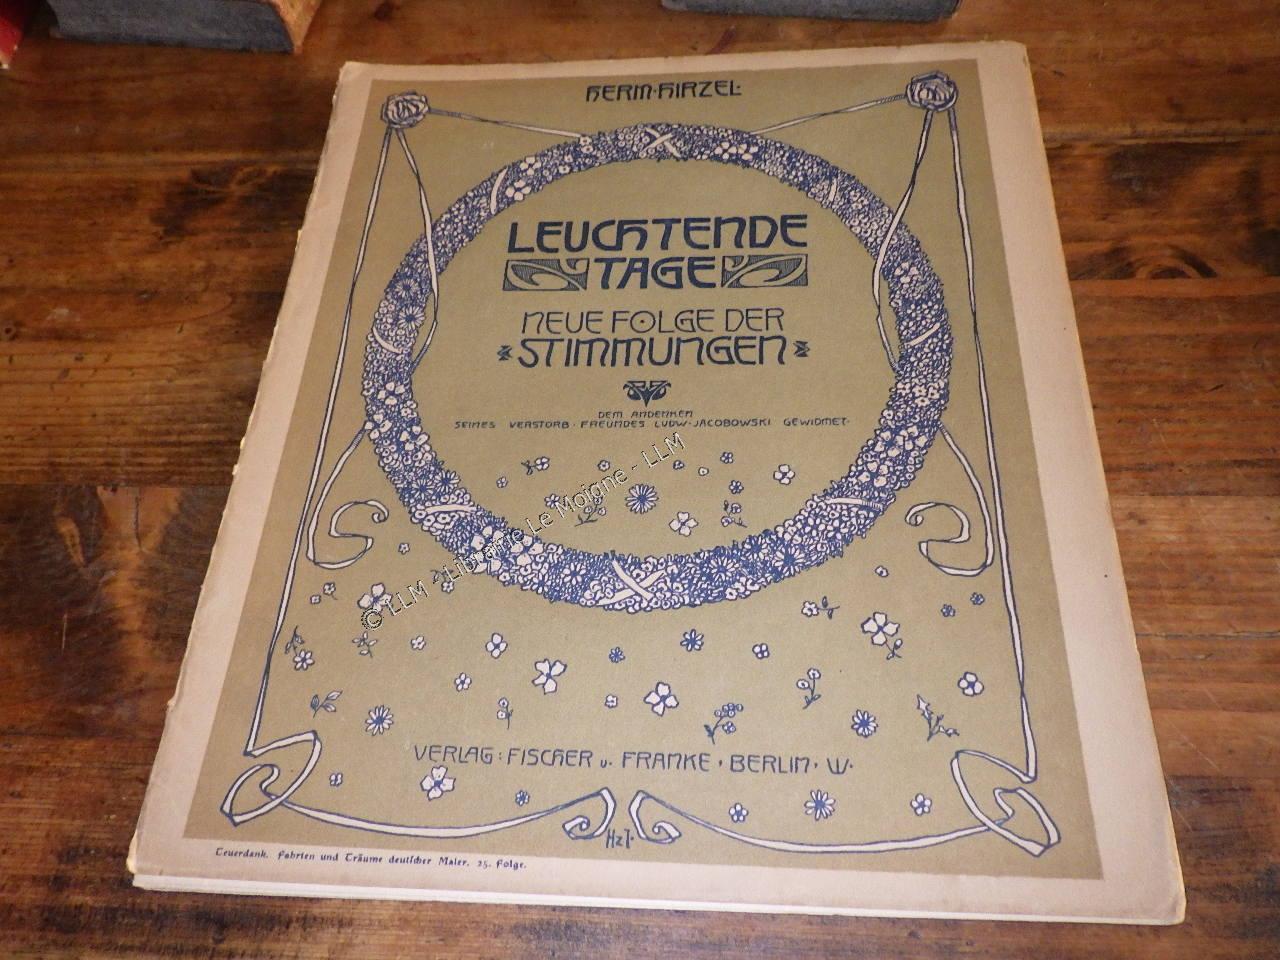 HERM·HIRZEL·
LEUCHTENDE
TAGE
NEUE FOLGE DER
STIMMUNGEN
DEM ANDENKEN
SEINES VERSTORB·FREUNDES LUDW·JACOBOWSKI GEWIDMET·
© LLM - Librairie Le Moigne - LLM
VERLAG: FISCHER u. FRANKE · BERLIN · W·
HzT·
Teuerdank. Fahrten und Träume deutscher Maler. 25. Folge.